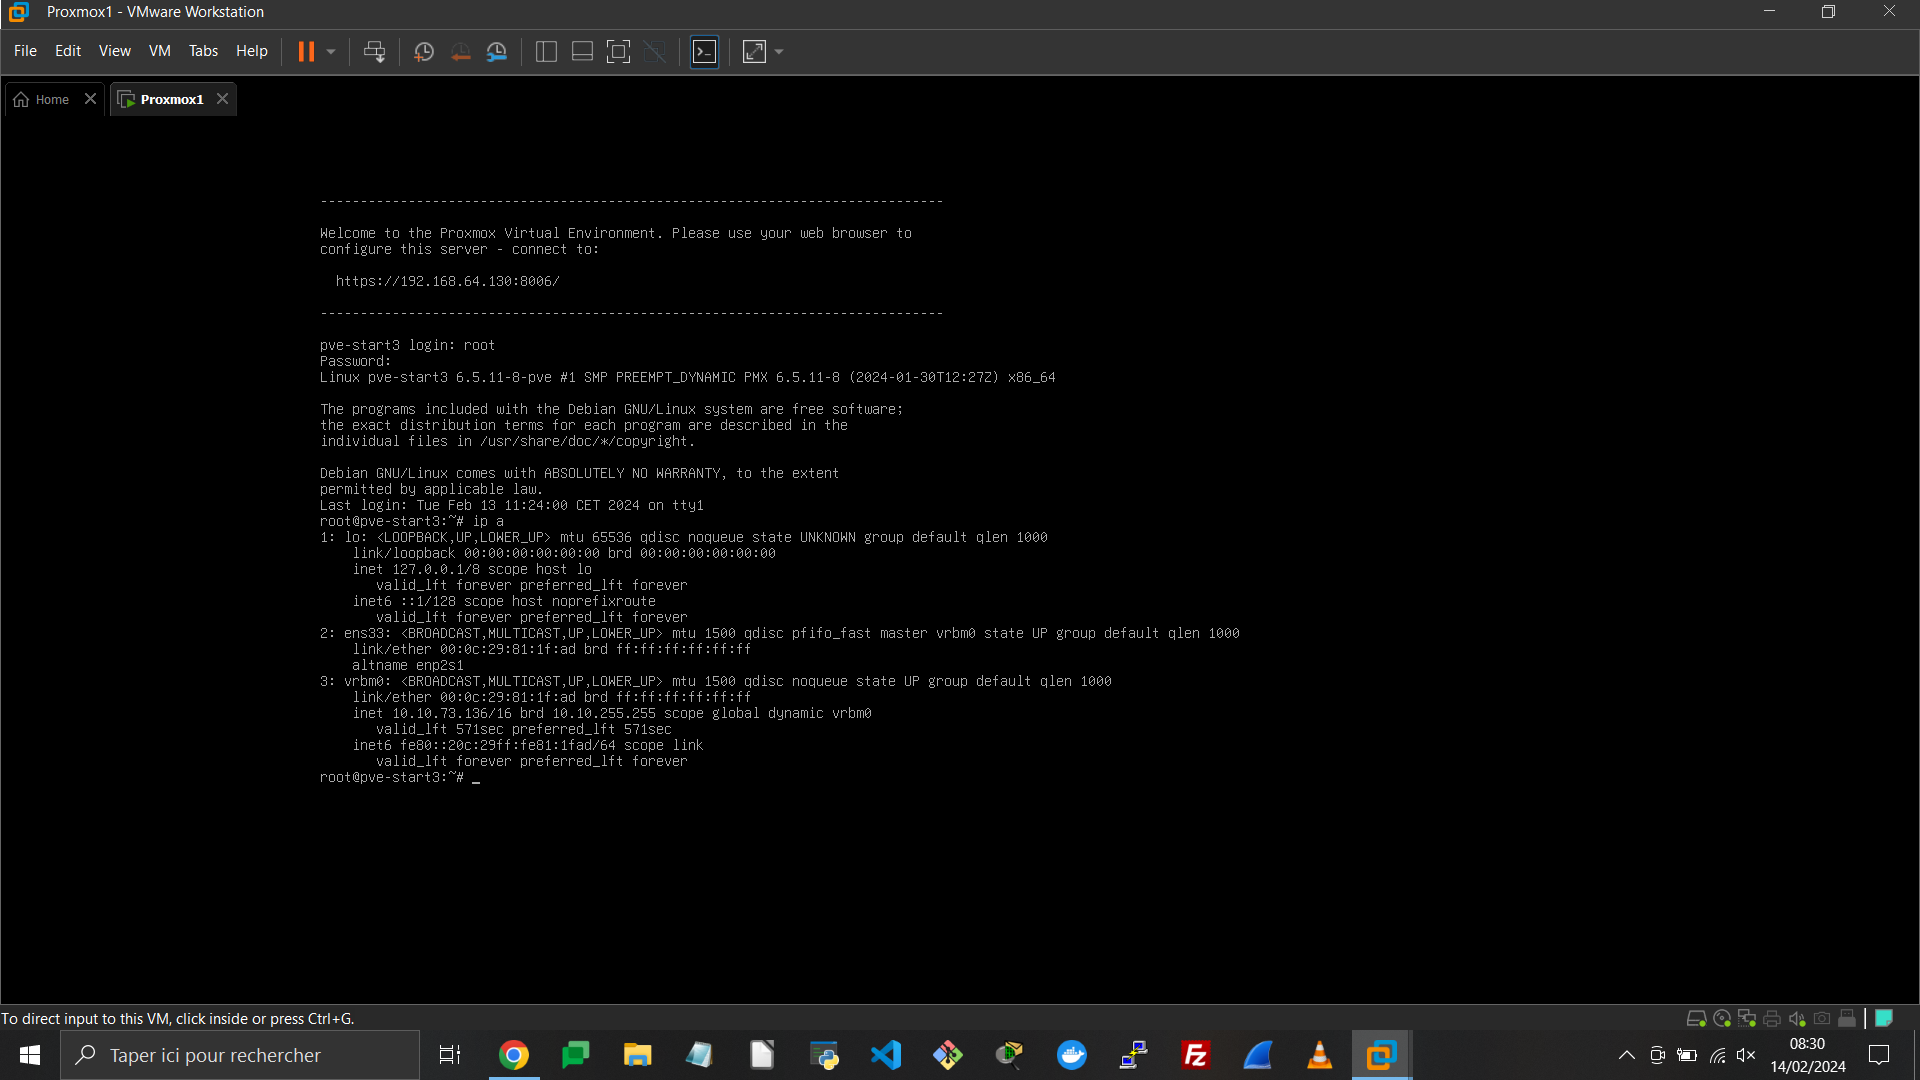 Proxmox1 - VMware Workstation
File Edit View VM Tabs Help
Home Proxmox1
--------------------------------------------------------------------------------
Welcome to the Proxmox Virtual Environment. Please use your web browser to
configure this server - connect to:
https://192.168.64.130:8006/
--------------------------------------------------------------------------------
pve-start3 login: root
Password:
Linux pve-start3 6.5.11-8-pve #1 SMP PREEMPT_DYNAMIC PMX 6.5.11-8 (2024-01-30T12:27Z) x86_64
The programs included with the Debian GNU/Linux system are free software;
the exact distribution terms for each program are described in the
individual files in /usr/share/doc/*/copyright.
Debian GNU/Linux comes with ABSOLUTELY NO WARRANTY, to the extent
permitted by applicable law.
Last login: Tue Feb 13 11:24:00 CET 2024 on tty1
root@pve-start3:~# ip a
1: lo: <LOOPBACK,UP,LOWER_UP> mtu 65536 qdisc noqueue state UNKNOWN group default qlen 1000
link/loopback 00:00:00:00:00:00 brd 00:00:00:00:00:00
inet 127.0.0.1/8 scope host lo
valid_lft forever preferred_lft forever
inet6 ::1/128 scope host noprefixroute
valid_lft forever preferred_lft forever
2: ens33: <BROADCAST,MULTICAST,UP,LOWER_UP> mtu 1500 qdisc pfifo_fast master vrbm0 state UP group default qlen 1000
link/ether 00:0c:29:81:1f:ad brd ff:ff:ff:ff:ff:ff
altname enp2s1
3: vrbm0: <BROADCAST,MULTICAST,UP,LOWER_UP> mtu 1500 qdisc noqueue state UP group default qlen 1000
link/ether 00:0c:29:81:1f:ad brd ff:ff:ff:ff:ff:ff
inet 10.10.73.136/16 brd 10.10.255.255 scope global dynamic vrbm0
valid_lft 571sec preferred_lft 571sec
inet6 fe80::20c:29ff:fe81:1fad/64 scope link
valid_lft forever preferred_lft forever
root@pve-start3:~# _
To direct input to this VM, click inside or press Ctrl+G.
Taper ici pour rechercher
08:30
14/02/2024